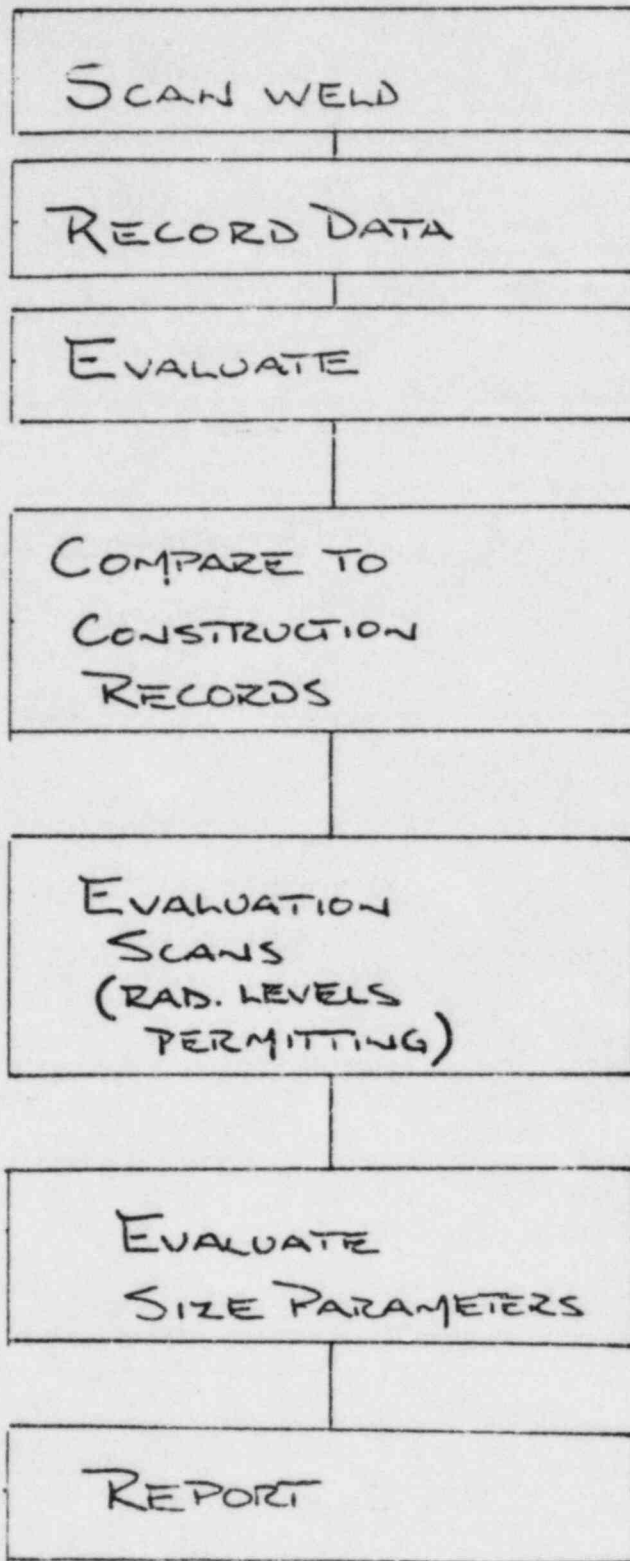 SCAN WELD
RECORD DATA
EVALUATE
COMPARE TO
CONSTRUCTION
RECORDS
EVALUATION
SCANS
(RAD. LEVELS
PERMITTING)
EVALUATE
SIZE PARAMETERS
REPORT